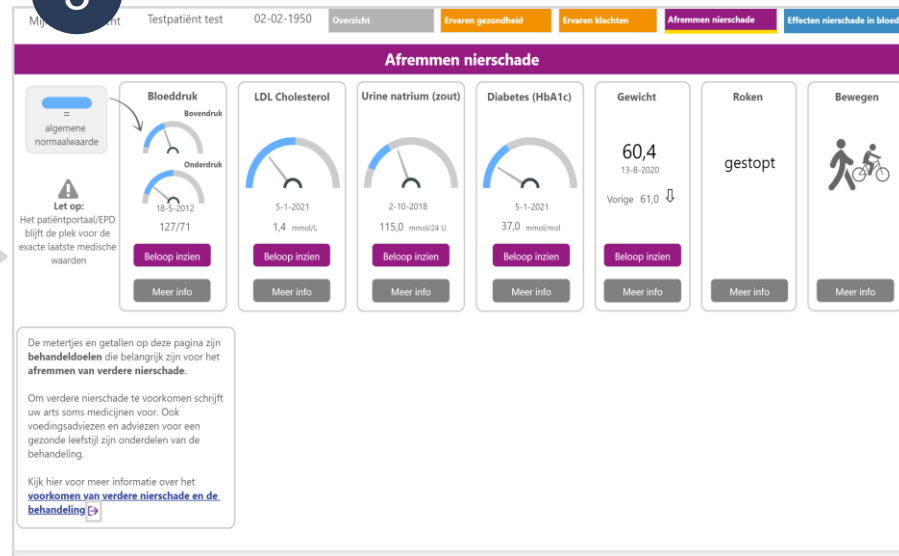 Testpatiënt test
02-02-1950
Overzicht
Ervaren gezondheid
Ervaren klachten
Afremmen nierschade
Effecten nierschade in bloed
Afremmen nierschade
=
algemene
normaalwaarde
Let op:
Het patiëntportaal/EPD
blijft de plek voor de
exacte laatste medische
waarden
Bloeddruk
Bovendruk
Onderdruk
18-5-2012
127/71
Beloop inzien
Meer info
LDL Cholesterol
5-1-2021
1,4 mmol/L
Beloop inzien
Meer info
Urine natrium (zout)
2-10-2018
115,0 mmol/24 U
Beloop inzien
Meer info
Diabetes (HbA1c)
5-1-2021
37,0 mmol/mol
Beloop inzien
Meer info
Gewicht
60,4
13-8-2020
Vorige 61,0
Beloop inzien
Meer info
Roken
gestopt
Meer info
Bewegen
Meer info
De metertjes en getallen op deze pagina zijn
behandeldoelen die belangrijk zijn voor het
afremmen van verdere nierschade.
Om verdere nierschade te voorkomen schrijft
uw arts soms medicijnen voor. Ook
voedingsadviezen en adviezen voor een
gezonde leefstijl zijn onderdelen van de
behandeling.
Kijk hier voor meer informatie over het
voorkomen van verdere nierschade en de
behandeling